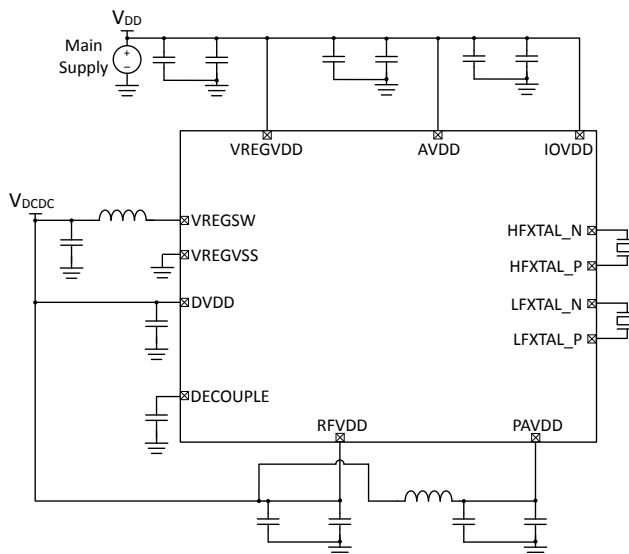 VDD
Main
Supply
+
−
VREGVDD
AVDD
IOVDD
VDCDC
VREGSW
HFXTAL_N
VREGVSS
HFXTAL_P
DVDD
LFXTAL_N
LFXTAL_P
DECOUPLE
RFVDD
PAVDD